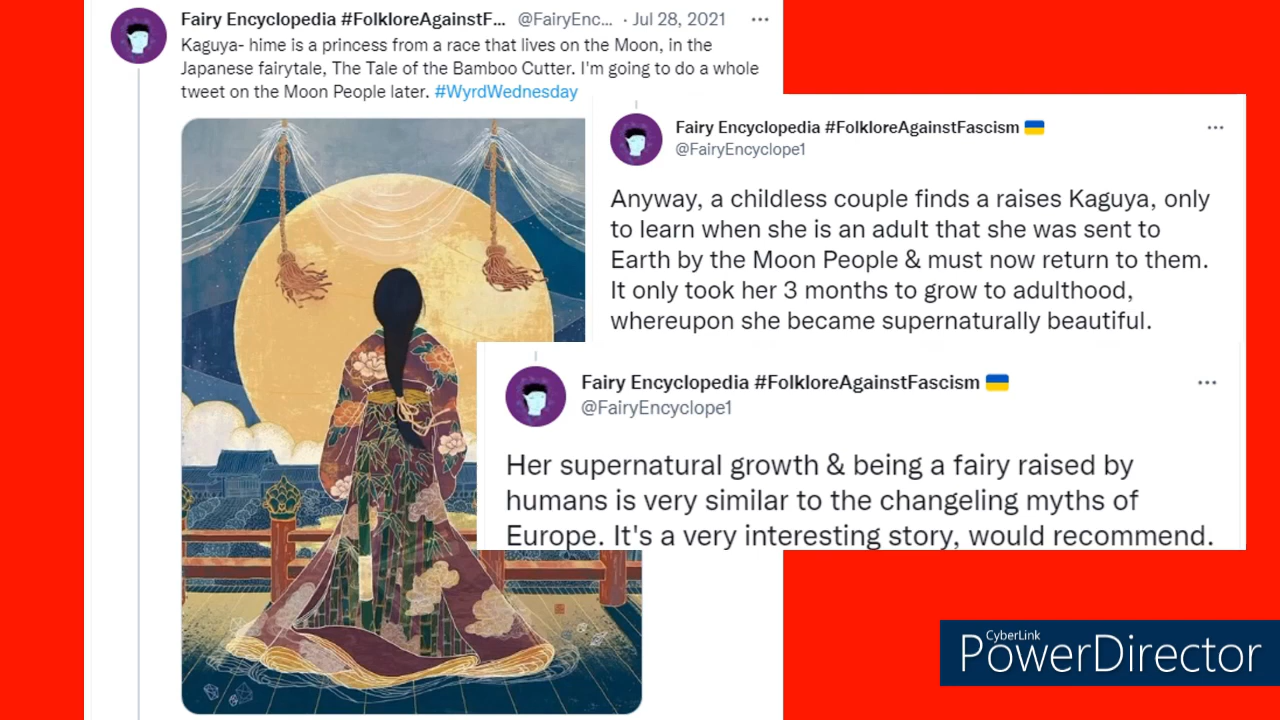 Fairy Encyclopedia #FolkloreAgainstF... @FairyEnc... · Jul 28, 2021
Kaguya- hime is a princess from a race that lives on the Moon, in the
Japanese fairytale, The Tale of the Bamboo Cutter. I'm going to do a whole
tweet on the Moon People later. #WyrdWednesday
Fairy Encyclopedia #FolkloreAgainstFascism 🇺🇦
@FairyEncyclope1
Anyway, a childless couple finds a raises Kaguya, only
to learn when she is an adult that she was sent to
Earth by the Moon People & must now return to them.
It only took her 3 months to grow to adulthood,
whereupon she became supernaturally beautiful.
Fairy Encyclopedia #FolkloreAgainstFascism 🇺🇦
@FairyEncyclope1
Her supernatural growth & being a fairy raised by
humans is very similar to the changeling myths of
Europe. It's a very interesting story, would recommend.
CyberLink
PowerDirector